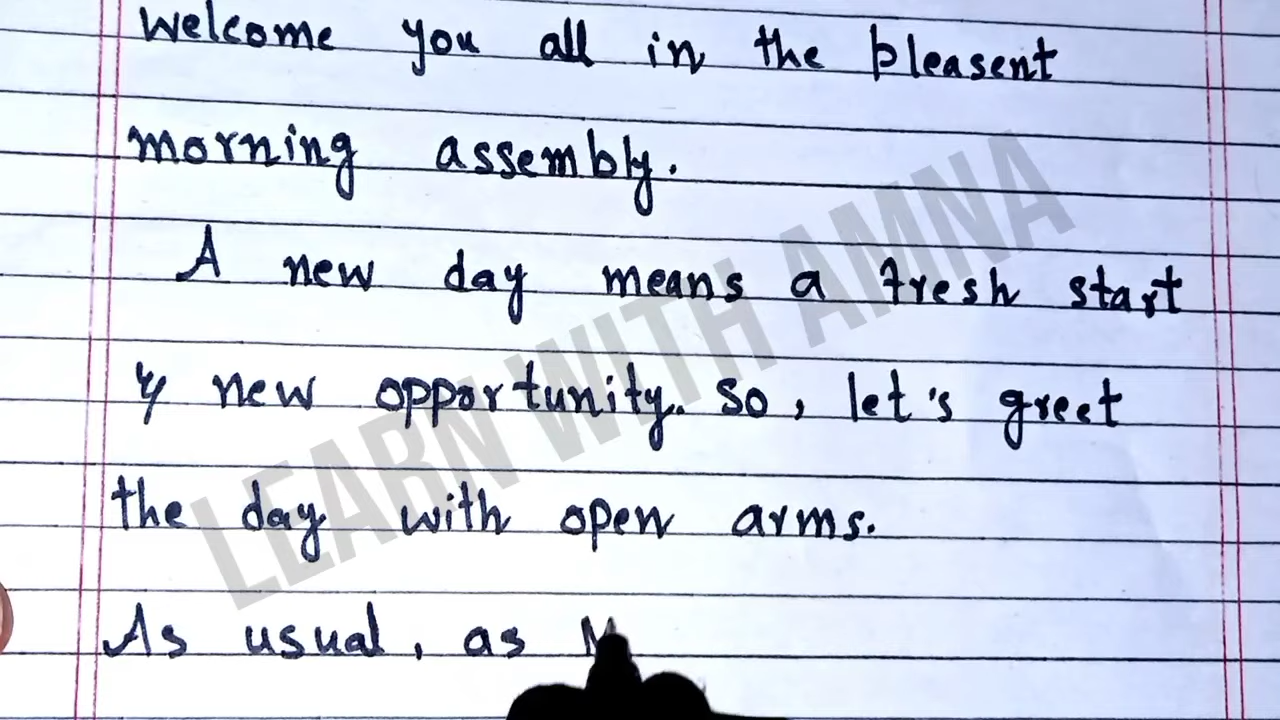 welcome you all in the pleasent
morning assembly.
A new day means a fresh start
& new opportunity. So, let's greet
the day with open arms.
As usual, as
LEARN WITH AMNA